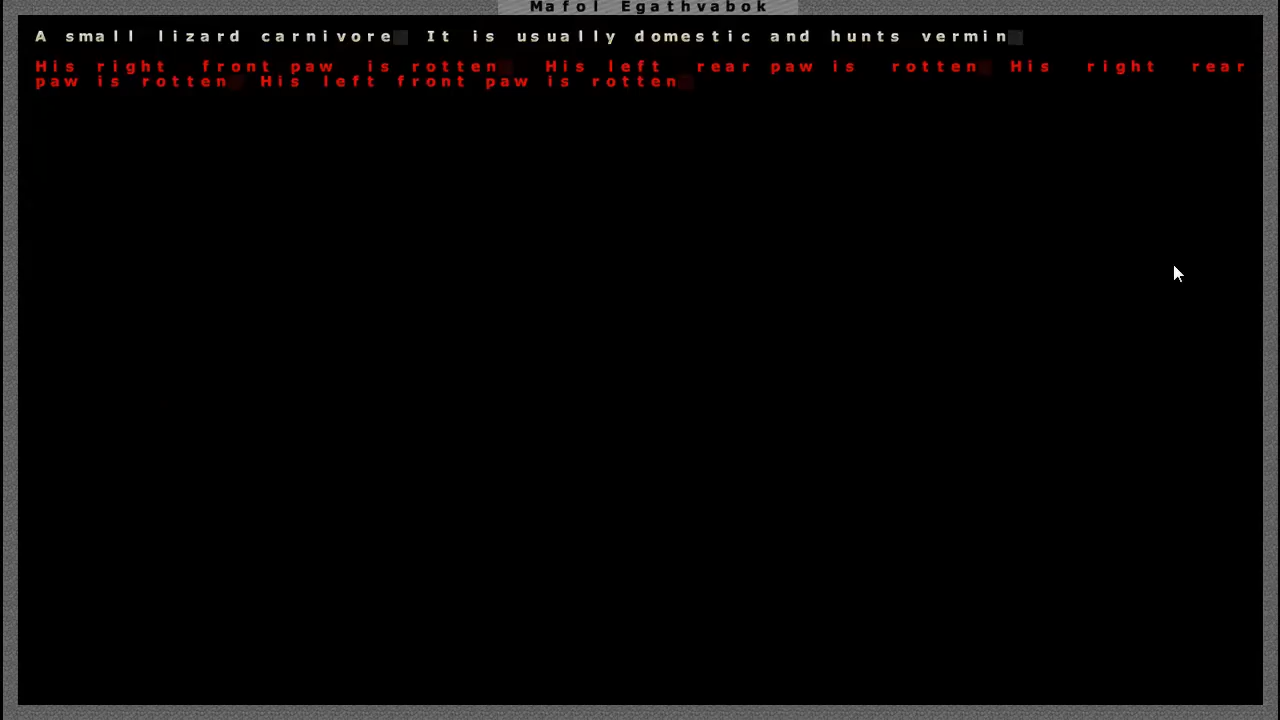 Mafol Egathvabok
A small lizard carnivore. It is usually domestic and hunts vermin.
His right front paw is rotten. His left rear paw is rotten. His right rear
paw is rotten. His left front paw is rotten.